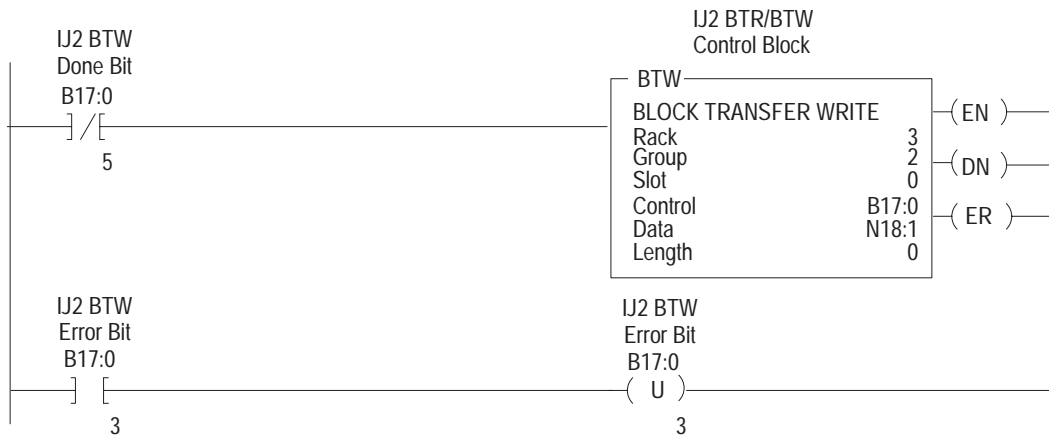 IJ2 BTR/BTW
Control Block
IJ2 BTW
Done Bit
B17:0
5
BTW
BLOCK TRANSFER WRITE
Rack 3
Group 2
Slot 0
Control B17:0
Data N18:1
Length 0
EN
DN
ER
IJ2 BTW
Error Bit
B17:0
3
IJ2 BTW
Error Bit
B17:0
U
3